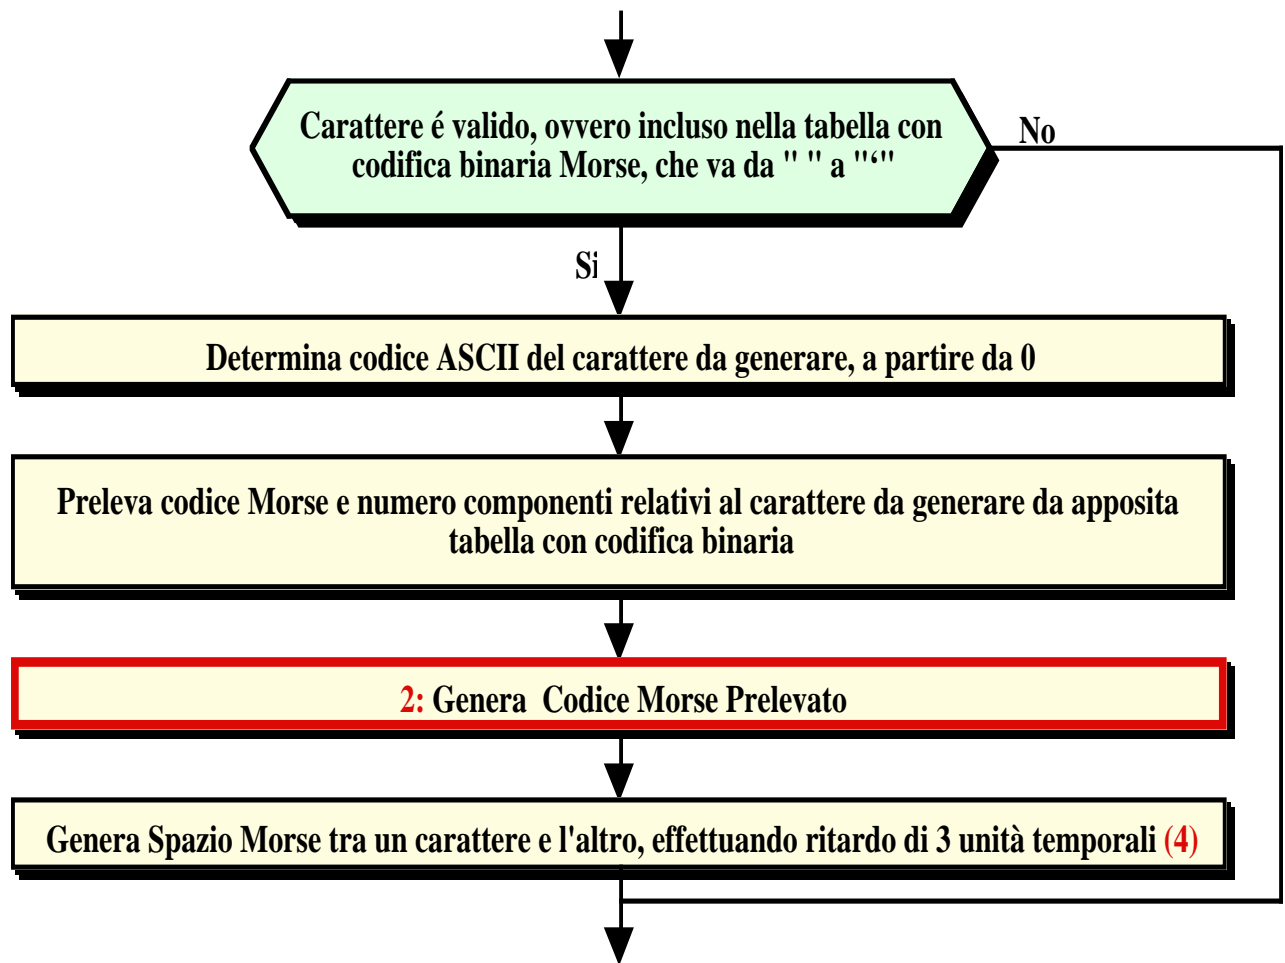 Carattere é valido, ovvero incluso nella tabella con
codifica binaria Morse, che va da " " a "‘"
No
Si
Determina codice ASCII del carattere da generare, a partire da 0
Preleva codice Morse e numero componenti relativi al carattere da generare da apposita
tabella con codifica binaria
2: Genera Codice Morse Prelevato
Genera Spazio Morse tra un carattere e l'altro, effettuando ritardo di 3 unità temporali (4)